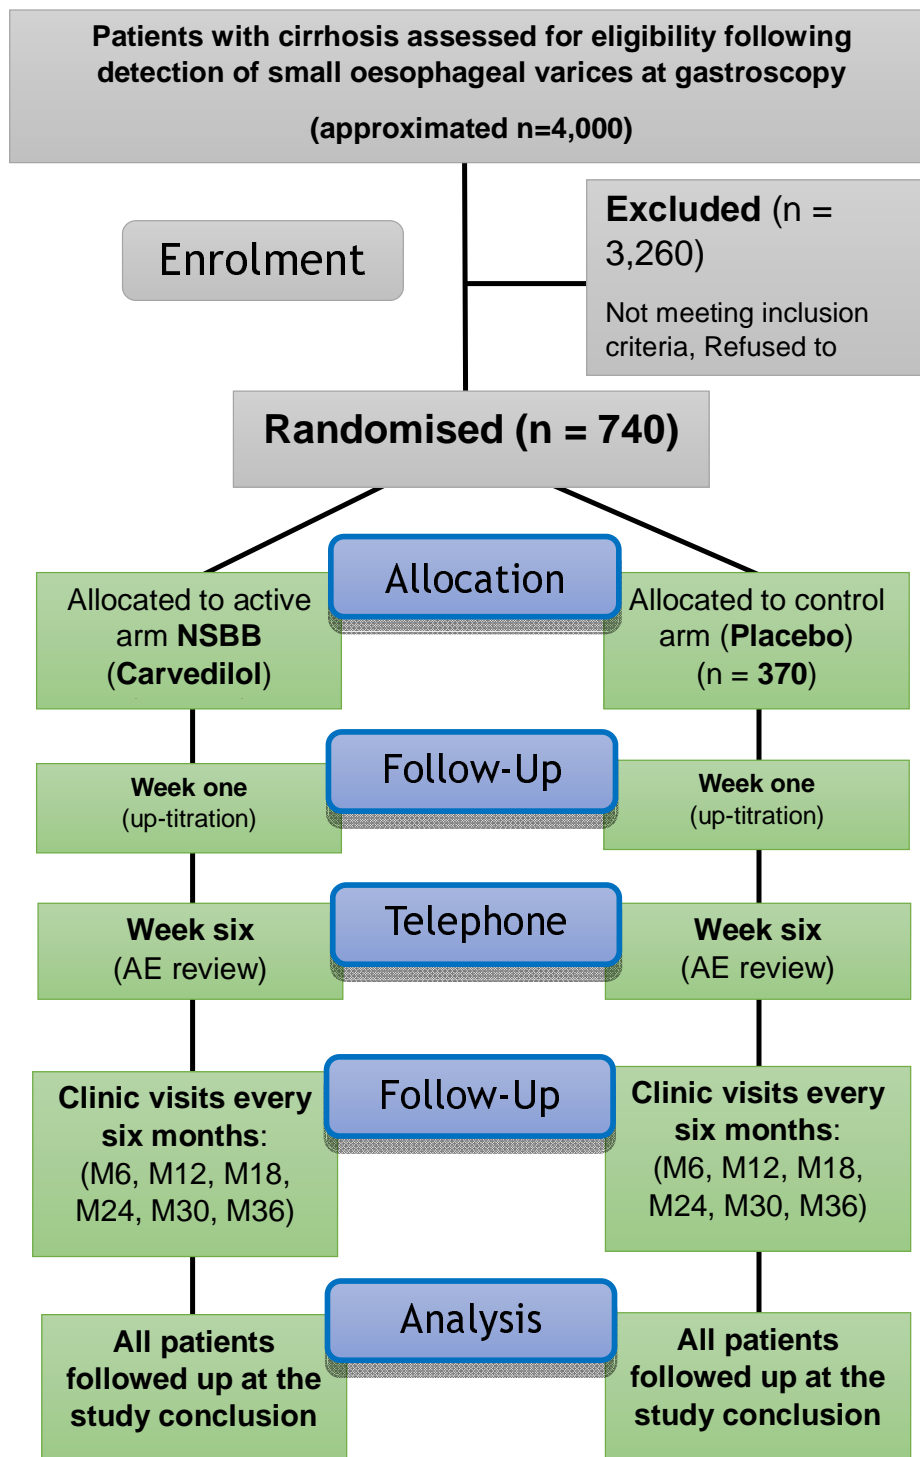 Patients with cirrhosis assessed for eligibility following
detection of small oesophageal varices at gastroscopy
(approximated n=4,000)
Enrolment
Excluded (n =
3,260)
Not meeting inclusion
criteria, Refused to
Randomised (n = 740)
Allocation
Allocated to active
arm NSBB
(Carvedilol)
Allocated to control
arm (Placebo)
(n = 370)
Follow-Up
Week one
(up-titration)
Week one
(up-titration)
Telephone
Week six
(AE review)
Week six
(AE review)
Follow-Up
Clinic visits every
six months:
(M6, M12, M18,
M24, M30, M36)
Clinic visits every
six months:
(M6, M12, M18,
M24, M30, M36)
Analysis
All patients
followed up at the
study conclusion
All patients
followed up at the
study conclusion